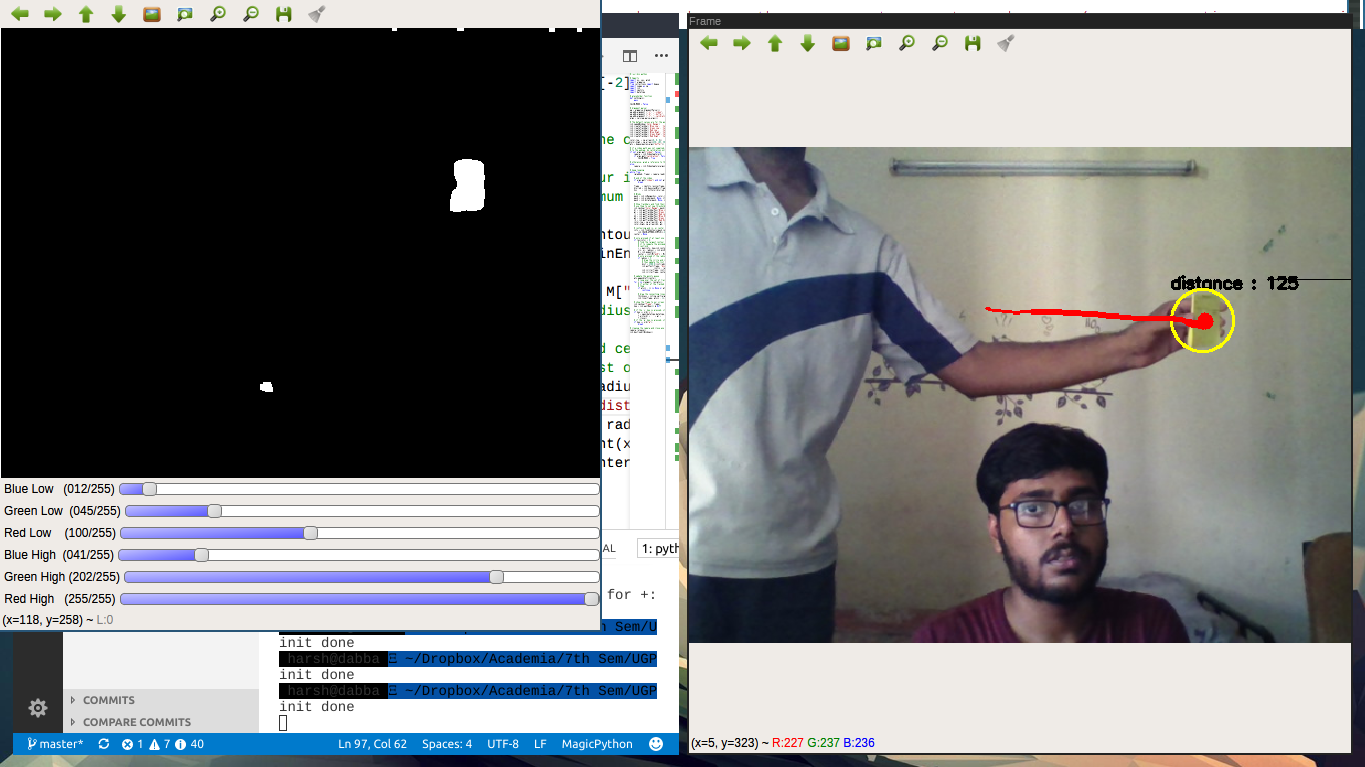 Frame
[-2]
ne c
ur i
mum
ntou
inEn
M["
dius
d ce
st o
adiu
dist
rad
nt(x
nter
distance : 125
Blue Low (012/255)
Green Low (045/255)
Red Low (100/255)
Blue High (041/255)
Green High (202/255)
Red High (255/255)
(x=118, y=258) ~ L:0
AL
1: pyth
for +:
h Sem/U
init done
harsh@dabba ~/Dropbox/Academia/7th Sem/UGP
init done
harsh@dabba ~/Dropbox/Academia/7th Sem/UGP
init done
COMMITS
COMPARE COMMITS
master* 1 7 40 Ln 97, Col 62 Spaces: 4 UTF-8 LF MagicPython
(x=5, y=323) ~ R:227 G:237 B:236